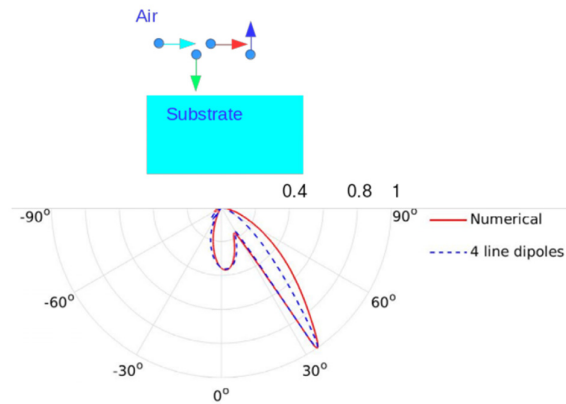 Air
Substrate
0.4 0.8 1
-90° 90°
Numerical
4 line dipoles
-60° 60°
-30° 30°
0°